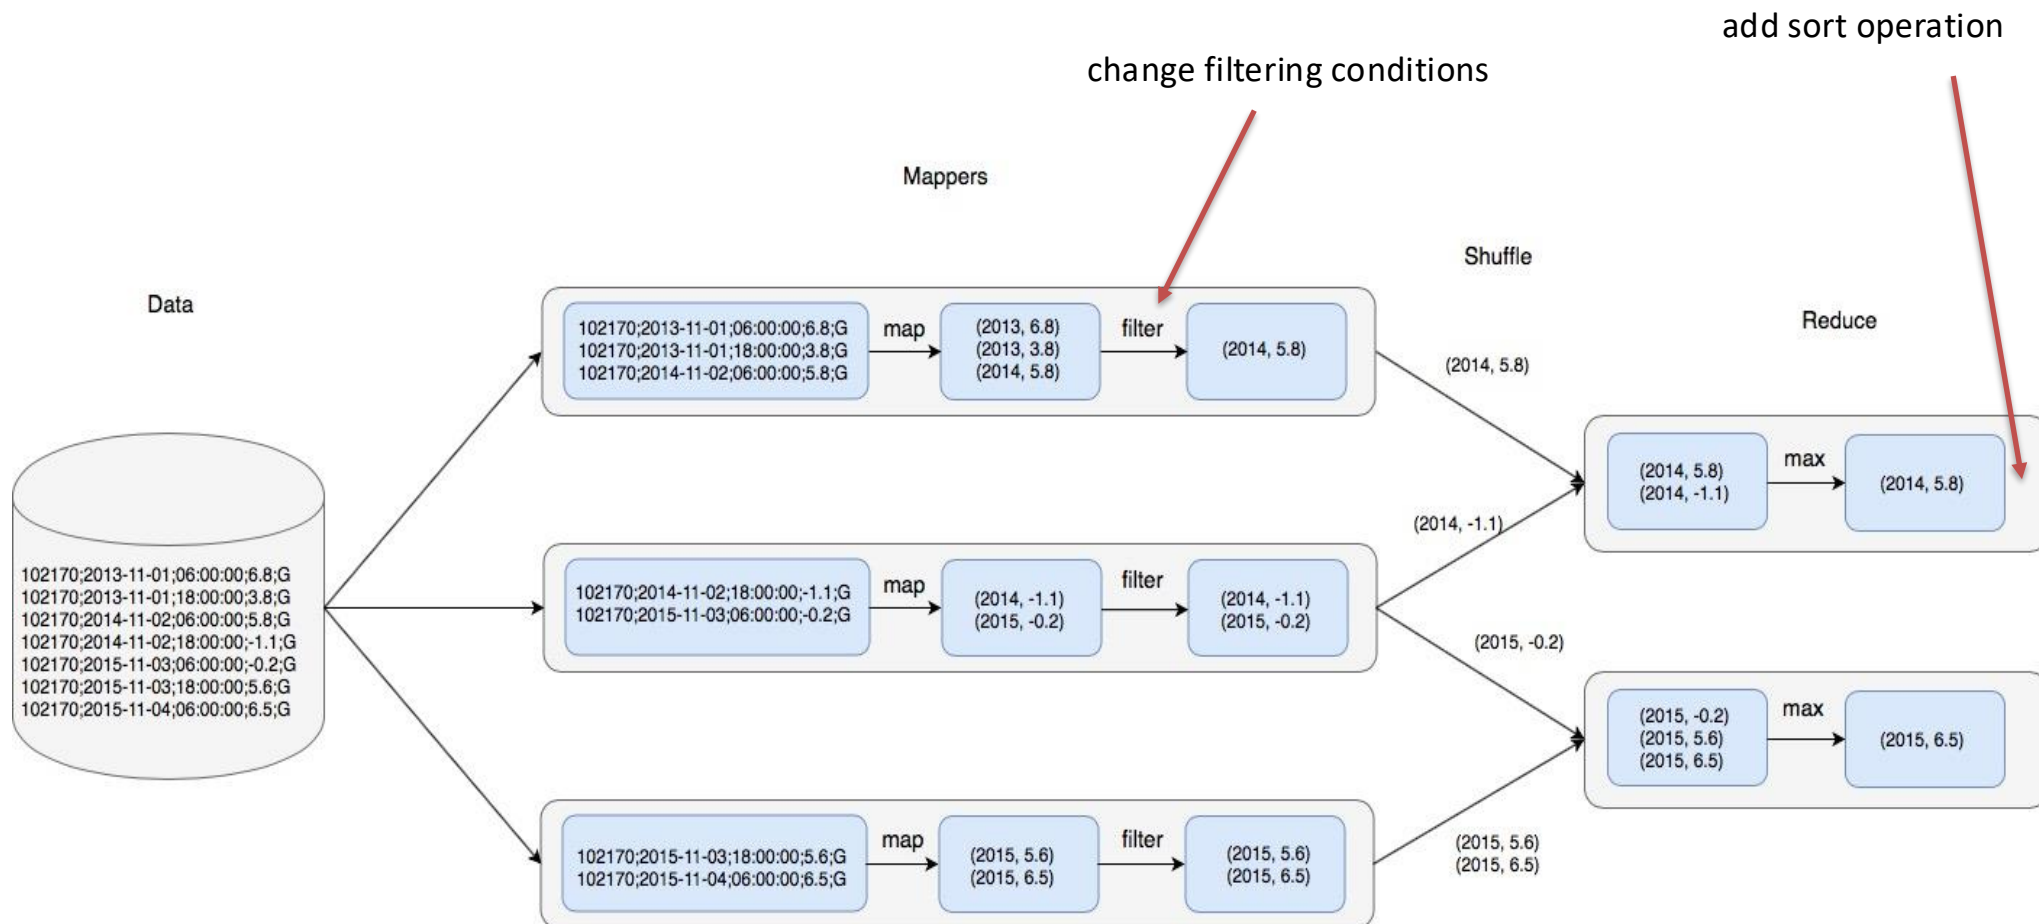 add sort operation
change filtering conditions
Mappers
Shuffle
Data
Reduce
102170;2013-11-01;06:00:00;6.8;G
102170;2013-11-01;18:00:00;3.8;G
102170;2014-11-02;06:00:00;5.8;G
map
(2013, 6.8)
(2013, 3.8)
(2014, 5.8)
filter
(2014, 5.8)
(2014, 5.8)
(2014, 5.8)
(2014, -1.1)
max
(2014, 5.8)
(2014, -1.1)
102170;2013-11-01;06:00:00;6.8;G
102170;2013-11-01;18:00:00;3.8;G
102170;2014-11-02;06:00:00;5.8;G
102170;2014-11-02;18:00:00;-1.1;G
102170;2015-11-03;06:00:00;-0.2;G
102170;2015-11-03;18:00:00;5.6;G
102170;2015-11-04;06:00:00;6.5;G
102170;2014-11-02;18:00:00;-1.1;G
102170;2015-11-03;06:00:00;-0.2;G
map
(2014, -1.1)
(2015, -0.2)
filter
(2014, -1.1)
(2015, -0.2)
(2015, -0.2)
(2015, -0.2)
(2015, 5.6)
(2015, 6.5)
max
(2015, 6.5)
102170;2015-11-03;18:00:00;5.6;G
102170;2015-11-04;06:00:00;6.5;G
map
(2015, 5.6)
(2015, 6.5)
filter
(2015, 5.6)
(2015, 6.5)
(2015, 5.6)
(2015, 6.5)